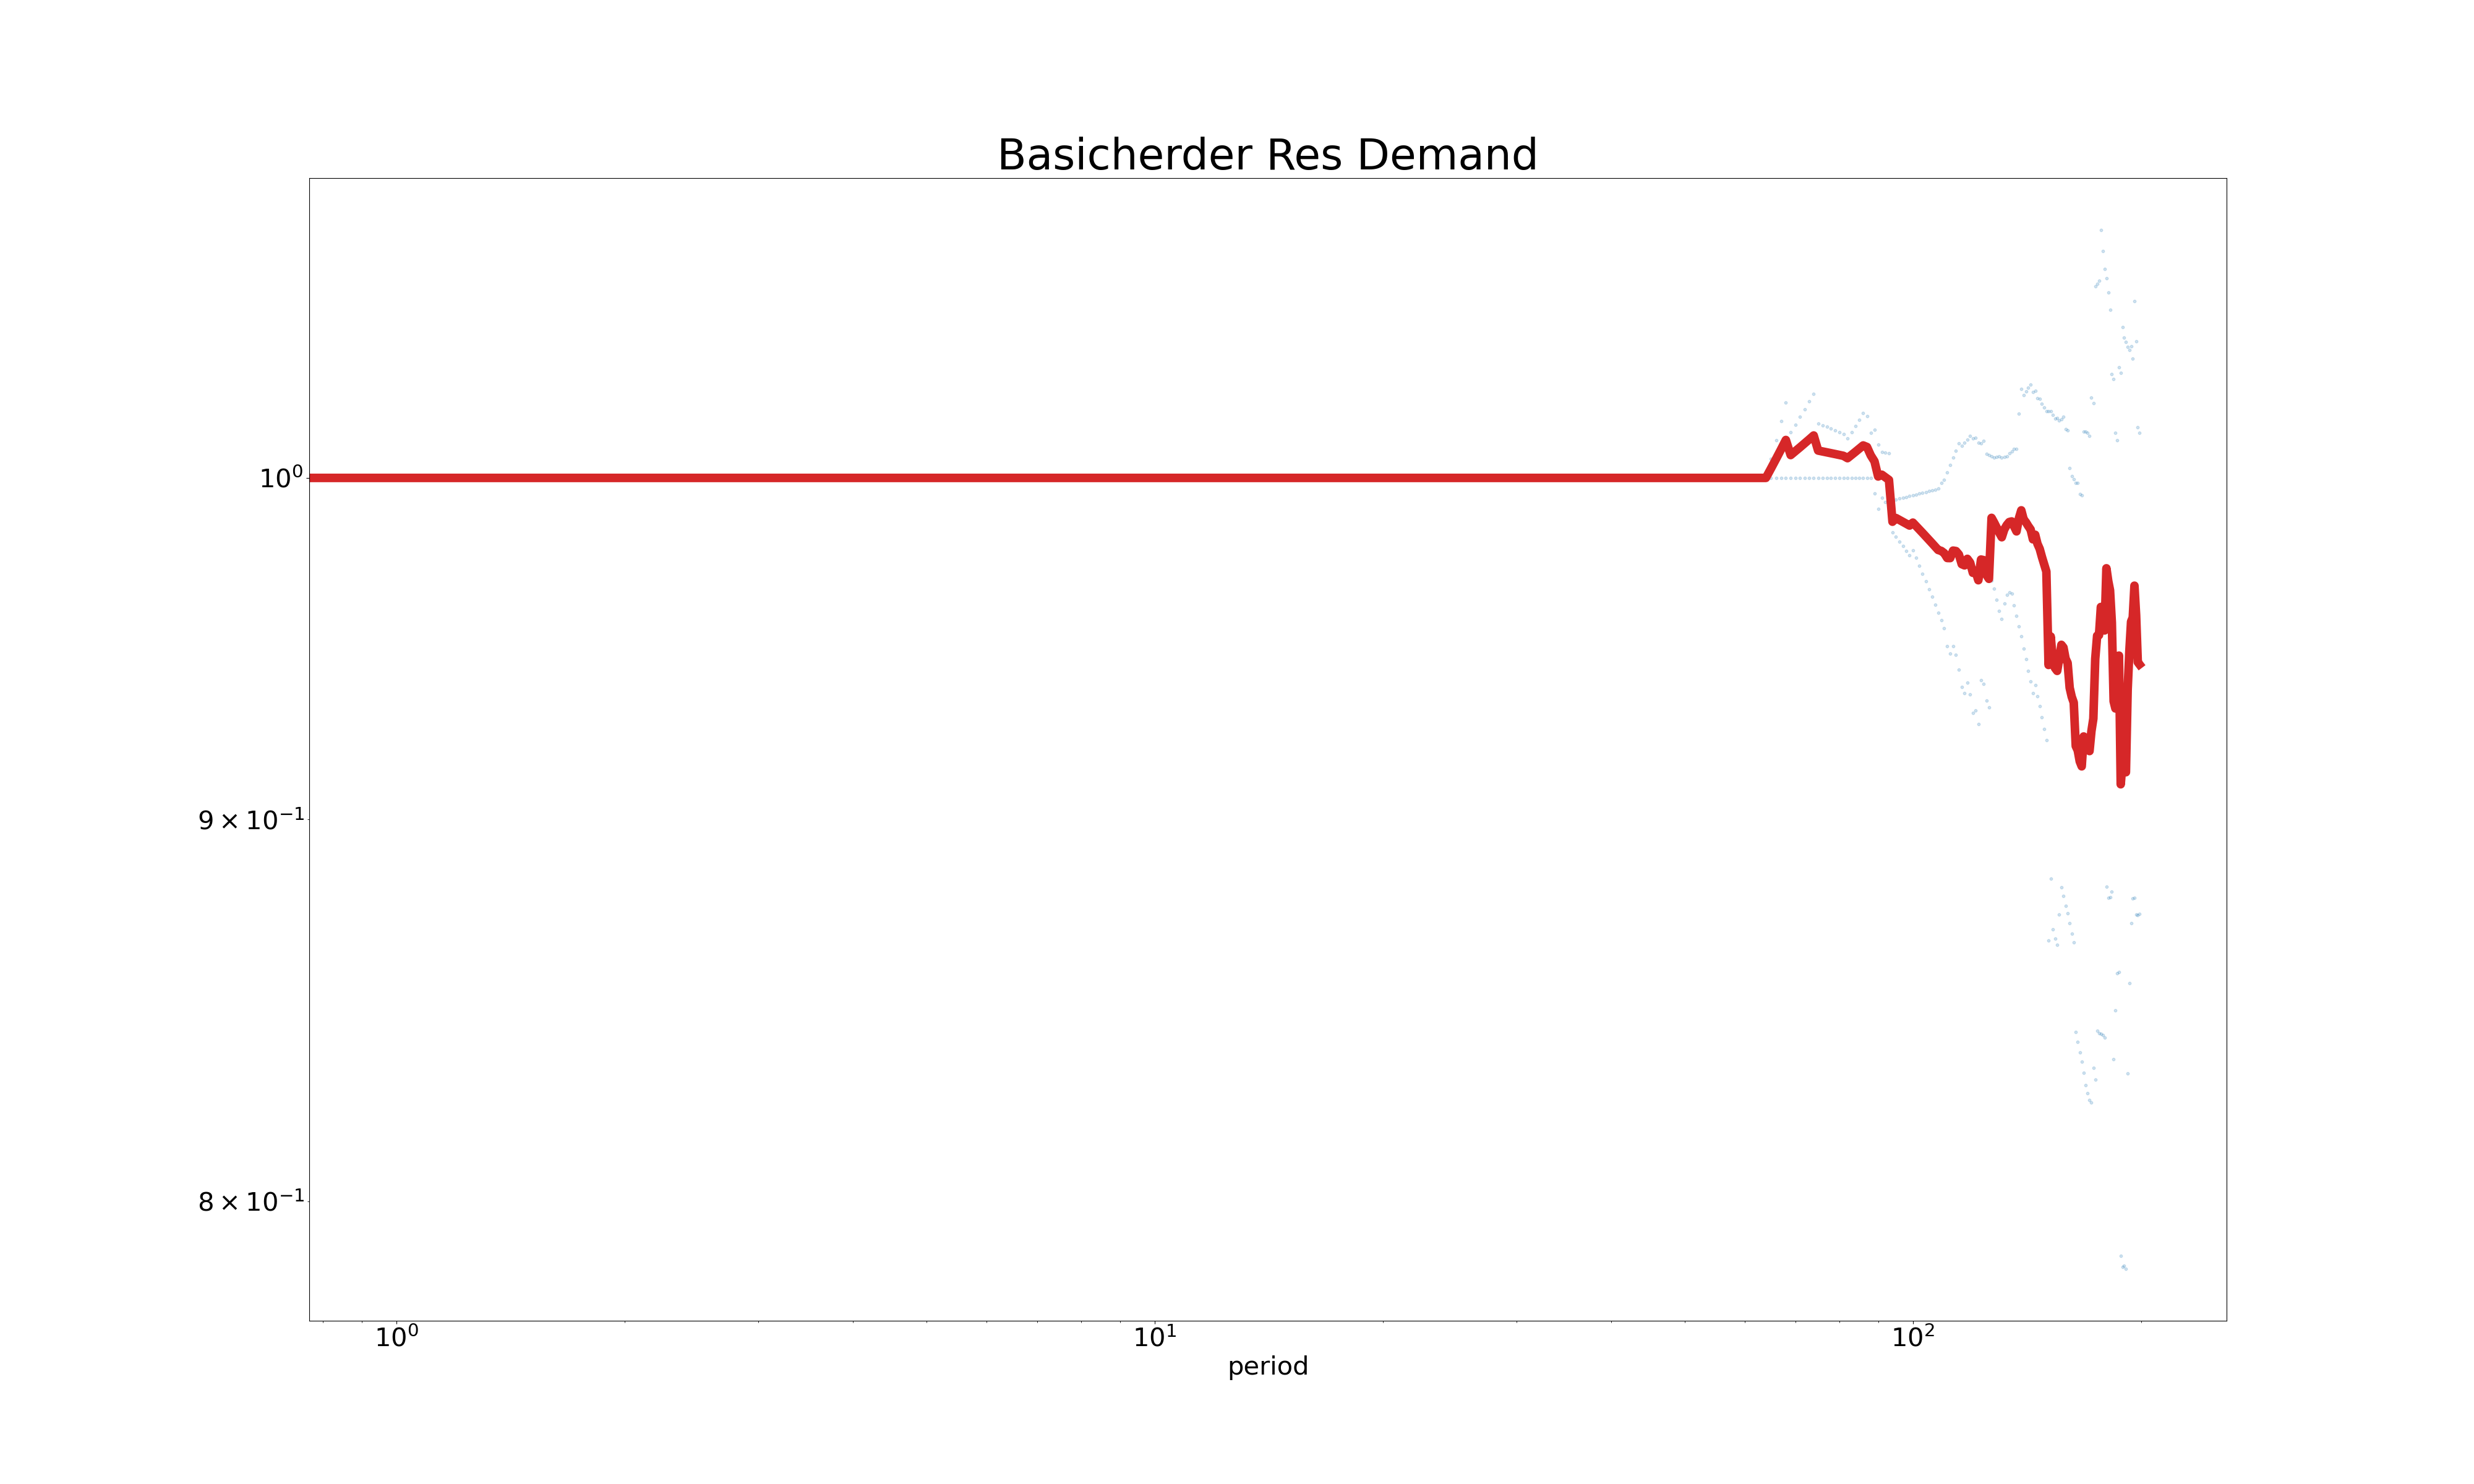 Basicherder Res Demand
10⁰
9 × 10⁻¹
8 × 10⁻¹
10⁰ 10¹ 10²
period